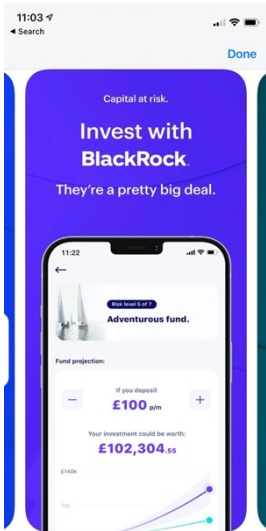 11:03
Search
Done
Capital at risk.
Invest with
BlackRock.
They're a pretty big deal.
11:22
Risk level 5 of 7
Adventurous fund.
Fund projection:
If you deposit
− £100 p/m +
Your investment could be worth:
£102,304.55
£140k
70k